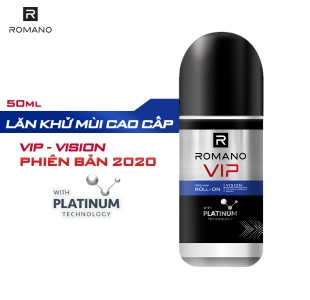 R
ROMANO
50ML
LĂN KHỬ MÙI CAO CẤP
VIP - VISION
PHIÊN BẢN 2020
WITH
PLATINUM
TECHNOLOGY
R
ROMANO
VIP
ROLL-ON
VISION
WITH
PLATINUM
TECHNOLOGY